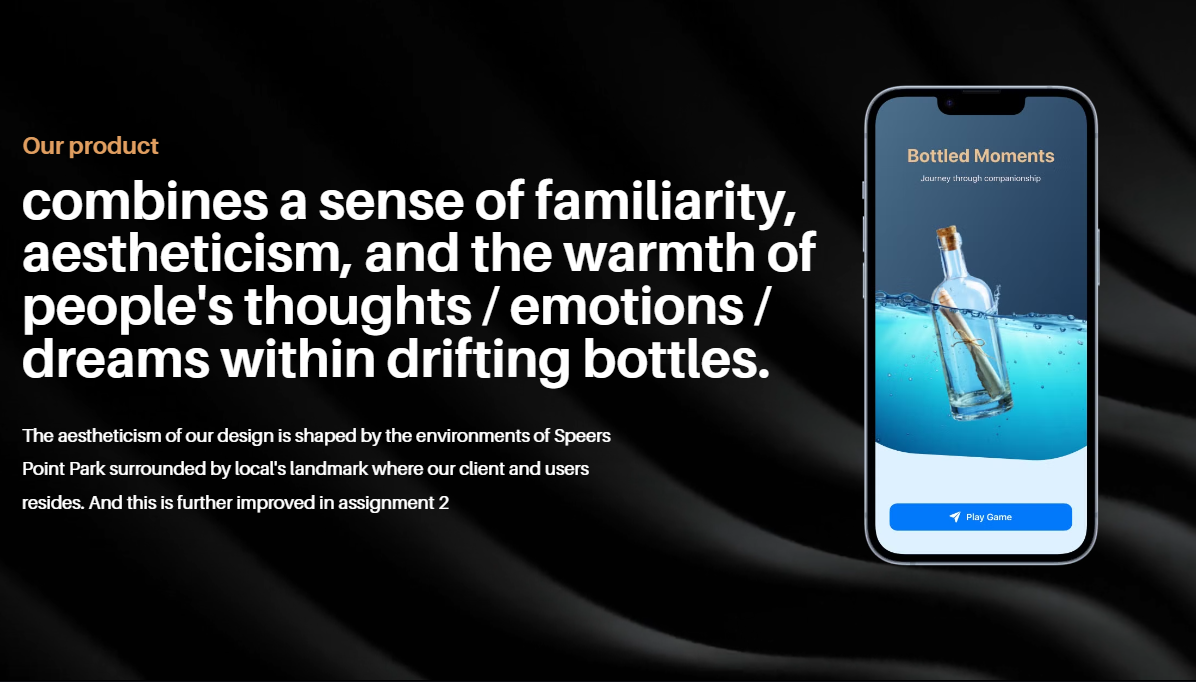 Our product
combines a sense of familiarity,
aestheticism, and the warmth of
people's thoughts / emotions /
dreams within drifting bottles.
The aestheticism of our design is shaped by the environments of Speers
Point Park surrounded by local's landmark where our client and users
resides. And this is further improved in assignment 2
Bottled Moments
Journey through companionship
Play Game